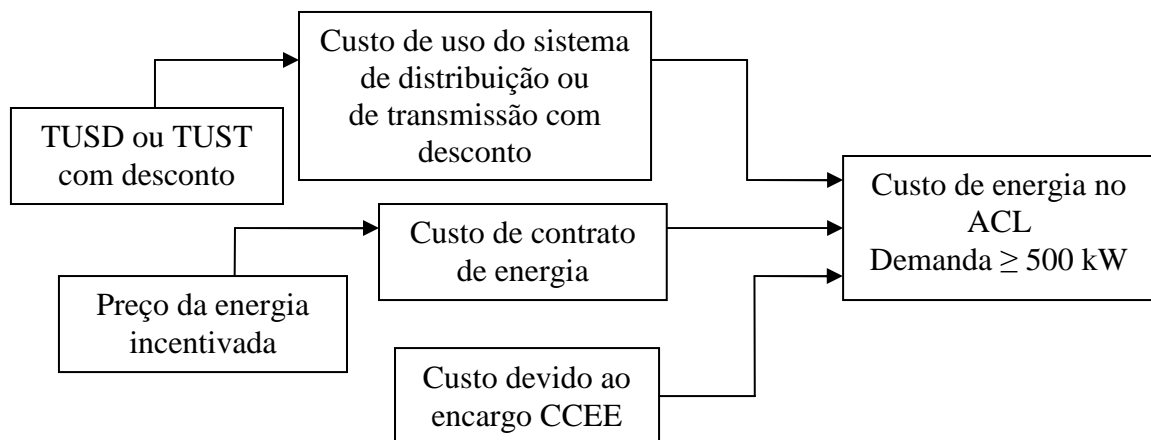 TUSD ou TUST
com desconto
Custo de uso do sistema
de distribuição ou
de transmissão com
desconto
Preço da energia
incentivada
Custo de contrato
de energia
Custo devido ao
encargo CCEE
Custo de energia no
ACL
Demanda ≥ 500 kW